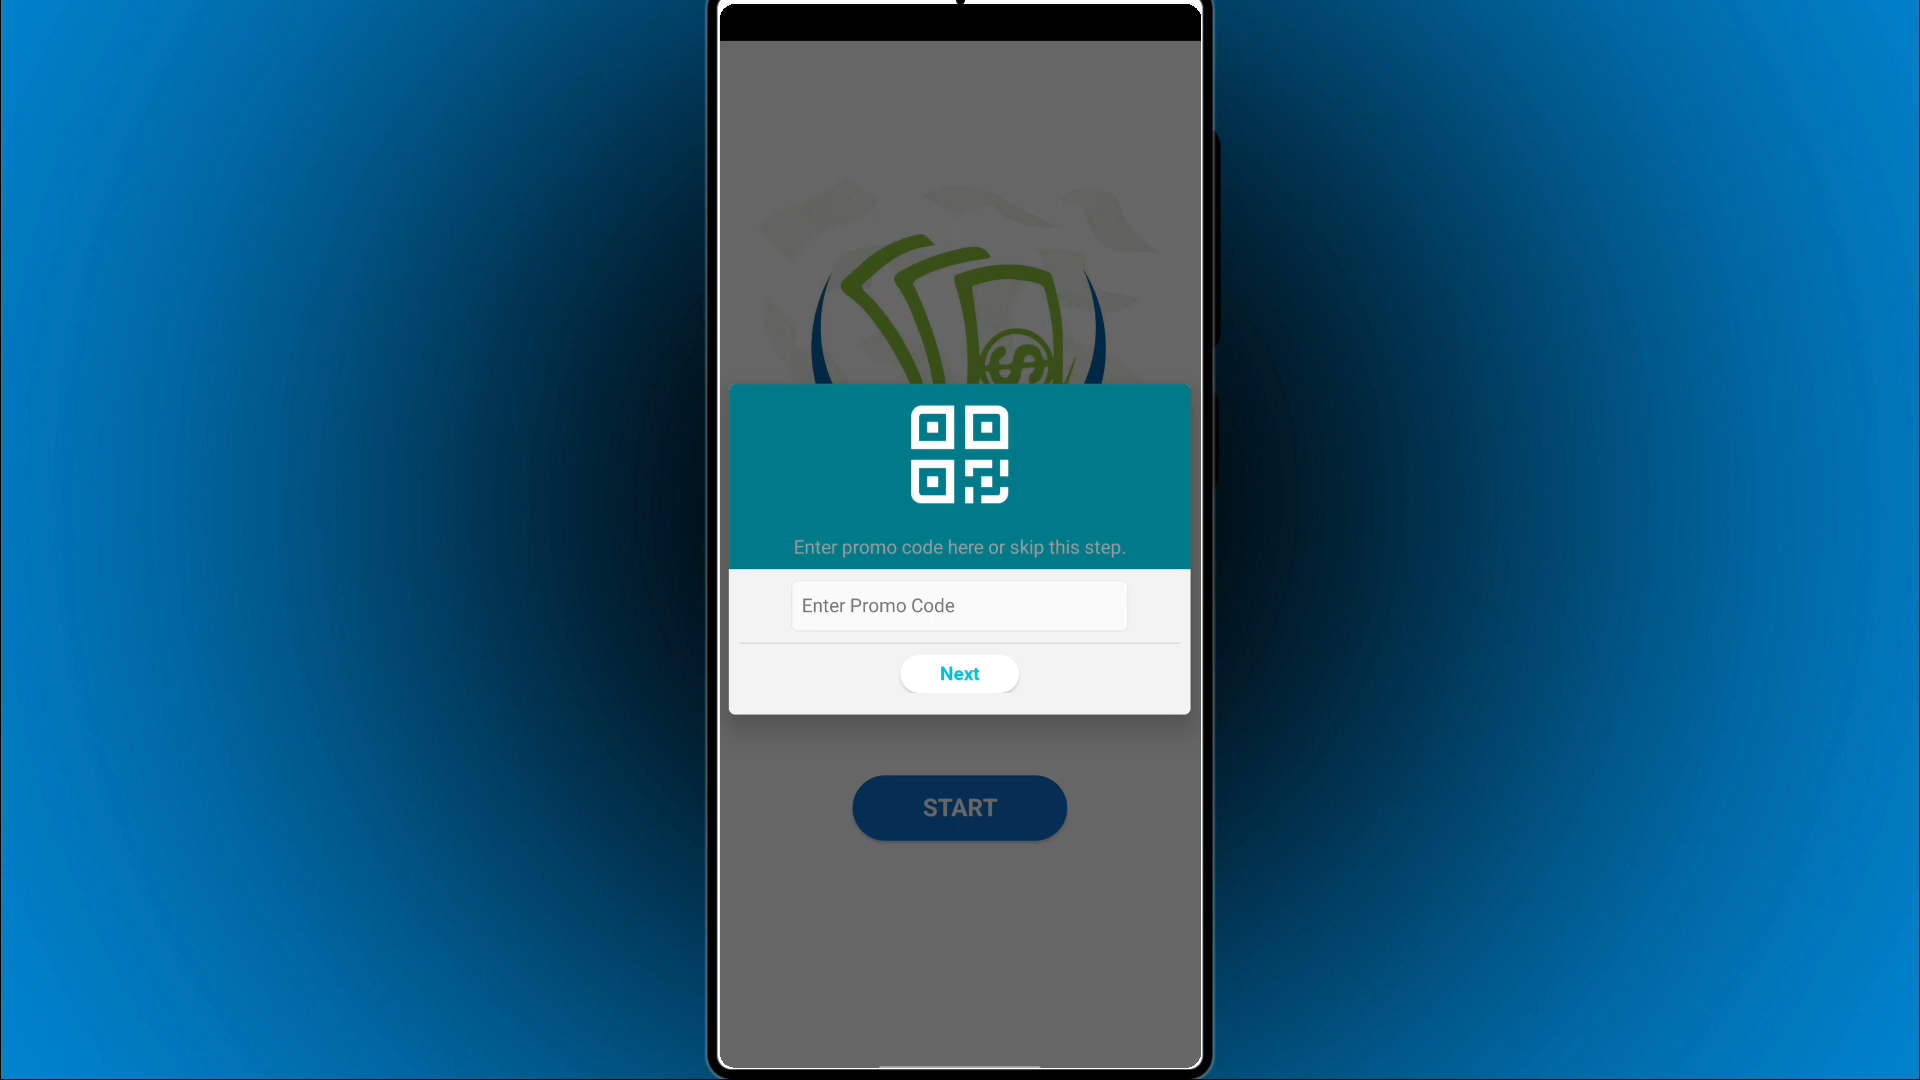 Enter promo code here or skip this step.
Enter Promo Code
Next
START